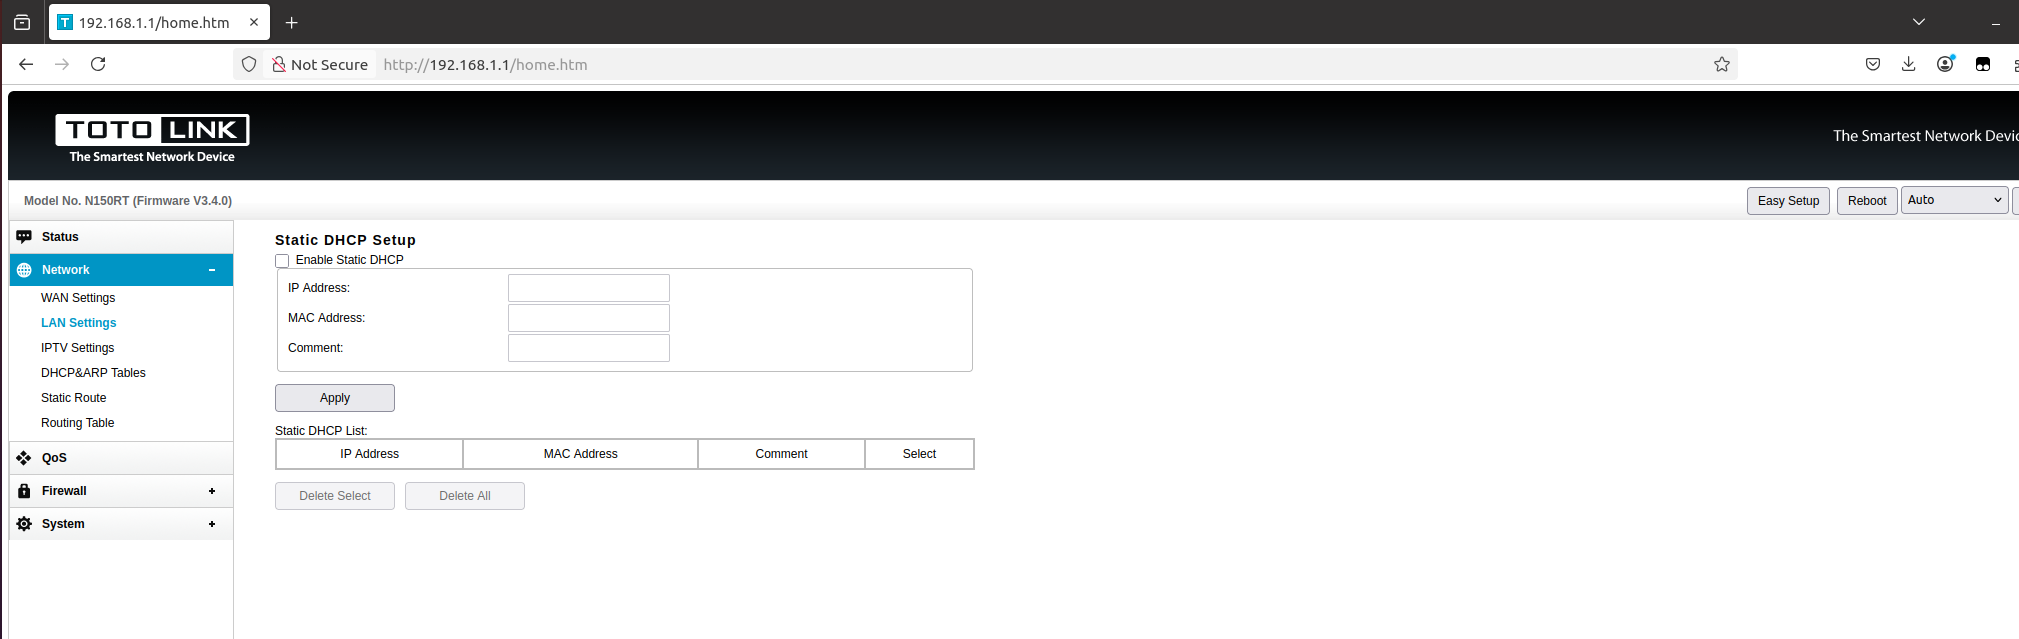 192.168.1.1/home.htm
Not Secure http://192.168.1.1/home.htm
TOTO LINK
The Smartest Network Device
The Smartest Network Devic
Model No. N150RT (Firmware V3.4.0)
Easy Setup Reboot Auto
Status
Network
WAN Settings
LAN Settings
IPTV Settings
DHCP&ARP Tables
Static Route
Routing Table
QoS
Firewall
System
Static DHCP Setup
Enable Static DHCP
IP Address:
MAC Address:
Comment:
Apply
Static DHCP List:
IP Address MAC Address Comment Select
Delete Select Delete All